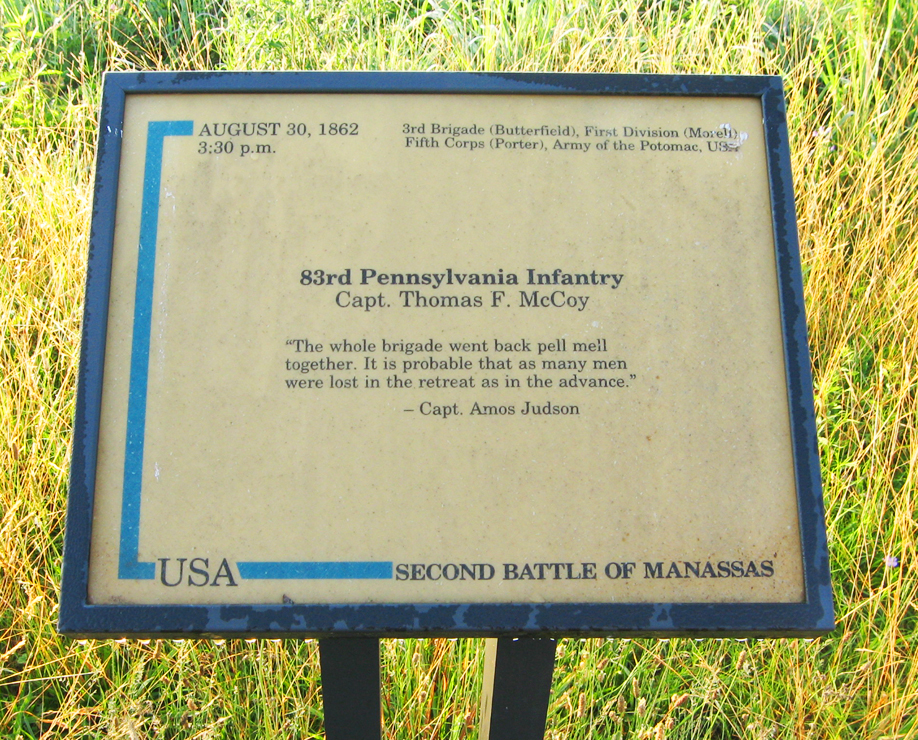 AUGUST 30, 1862
3:30 p.m.
3rd Brigade (Butterfield), First Division (Morell)
Fifth Corps (Porter), Army of the Potomac, USA
83rd Pennsylvania Infantry
Capt. Thomas F. McCoy
“The whole brigade went back pell mell
together. It is probable that as many men
were lost in the retreat as in the advance.”
– Capt. Amos Judson
USA
SECOND BATTLE OF MANASSAS